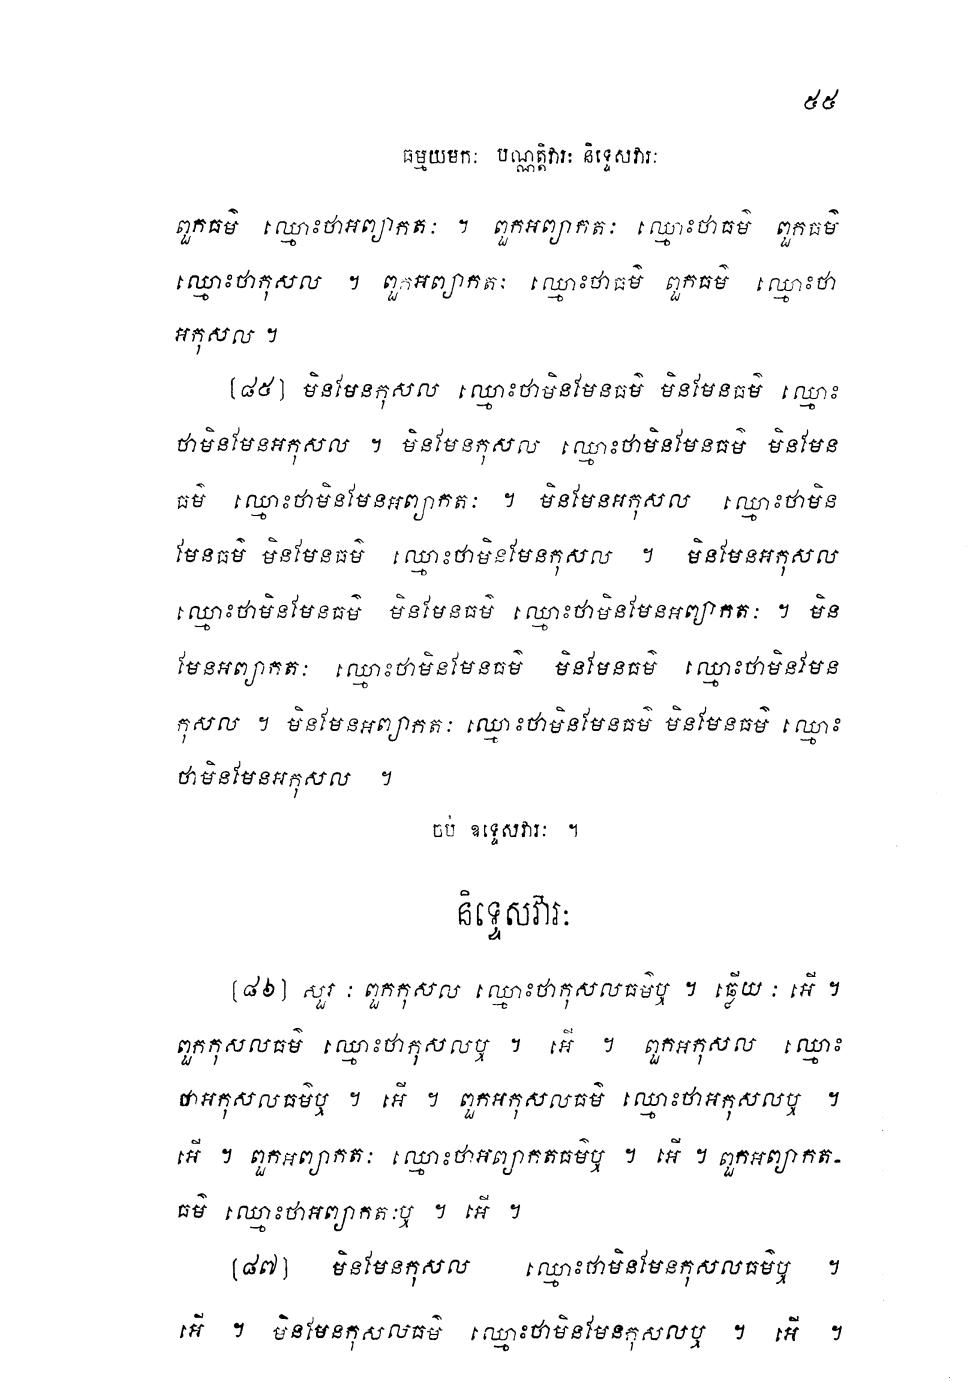 ៥៥
ធម្មយមកៈ បណ្ណត្តិវារៈ និទ្ទេសវារៈ
ពួកធម៌ ឈ្មោះថាអព្យាកតៈ ។ ពួកអព្យាកតៈ ឈ្មោះថាធម៌ ពួកធម៌
ឈ្មោះថាកុសល ។ ពួកអព្យាកតៈ ឈ្មោះថាធម៌ ពួកធម៌ ឈ្មោះថា
អកុសល ។
(៨៥) មិនមែនកុសល ឈ្មោះថាមិនមែនធម៌ មិនមែនធម៌ ឈ្មោះ
ថាមិនមែនអកុសល ។ មិនមែនកុសល ឈ្មោះថាមិនមែនធម៌ មិនមែន
ធម៌ ឈ្មោះថាមិនមែនអព្យាកតៈ ។ មិនមែនអកុសល ឈ្មោះថាមិន
មែនធម៌ មិនមែនធម៌ ឈ្មោះថាមិនមែនកុសល ។ មិនមែនអកុសល
ឈ្មោះថាមិនមែនធម៌ មិនមែនធម៌ ឈ្មោះថាមិនមែនអព្យាកតៈ ។ មិន
មែនអព្យាកតៈ ឈ្មោះថាមិនមែនធម៌ មិនមែនធម៌ ឈ្មោះថាមិនមែន
កុសល ។ មិនមែនអព្យាកតៈ ឈ្មោះថាមិនមែនធម៌ មិនមែនធម៌ ឈ្មោះ
ថាមិនមែនអកុសល ។
ចប់ ឧទ្ទេសវារៈ ។
និទ្ទេសវារៈ
(៨៦) សួរ : ពួកកុសល ឈ្មោះថាកុសលធម៌ឬ ។ ឆ្លើយ : អើ ។
ពួកកុសលធម៌ ឈ្មោះថាកុសលឬ ។ អើ ។ ពួកអកុសល ឈ្មោះ
ថាអកុសលធម៌ឬ ។ អើ ។ ពួកអកុសលធម៌ ឈ្មោះថាអកុសលឬ ។
អើ ។ ពួកអព្យាកតៈ ឈ្មោះថាអព្យាកតធម៌ឬ ។ អើ ។ ពួកអព្យាកត-
ធម៌ ឈ្មោះថាអព្យាកតៈឬ ។ អើ ។
(៨៧) មិនមែនកុសល ឈ្មោះថាមិនមែនកុសលធម៌ឬ ។
អើ ។ មិនមែនកុសលធម៌ ឈ្មោះថាមិនមែនកុសលឬ ។ អើ ។